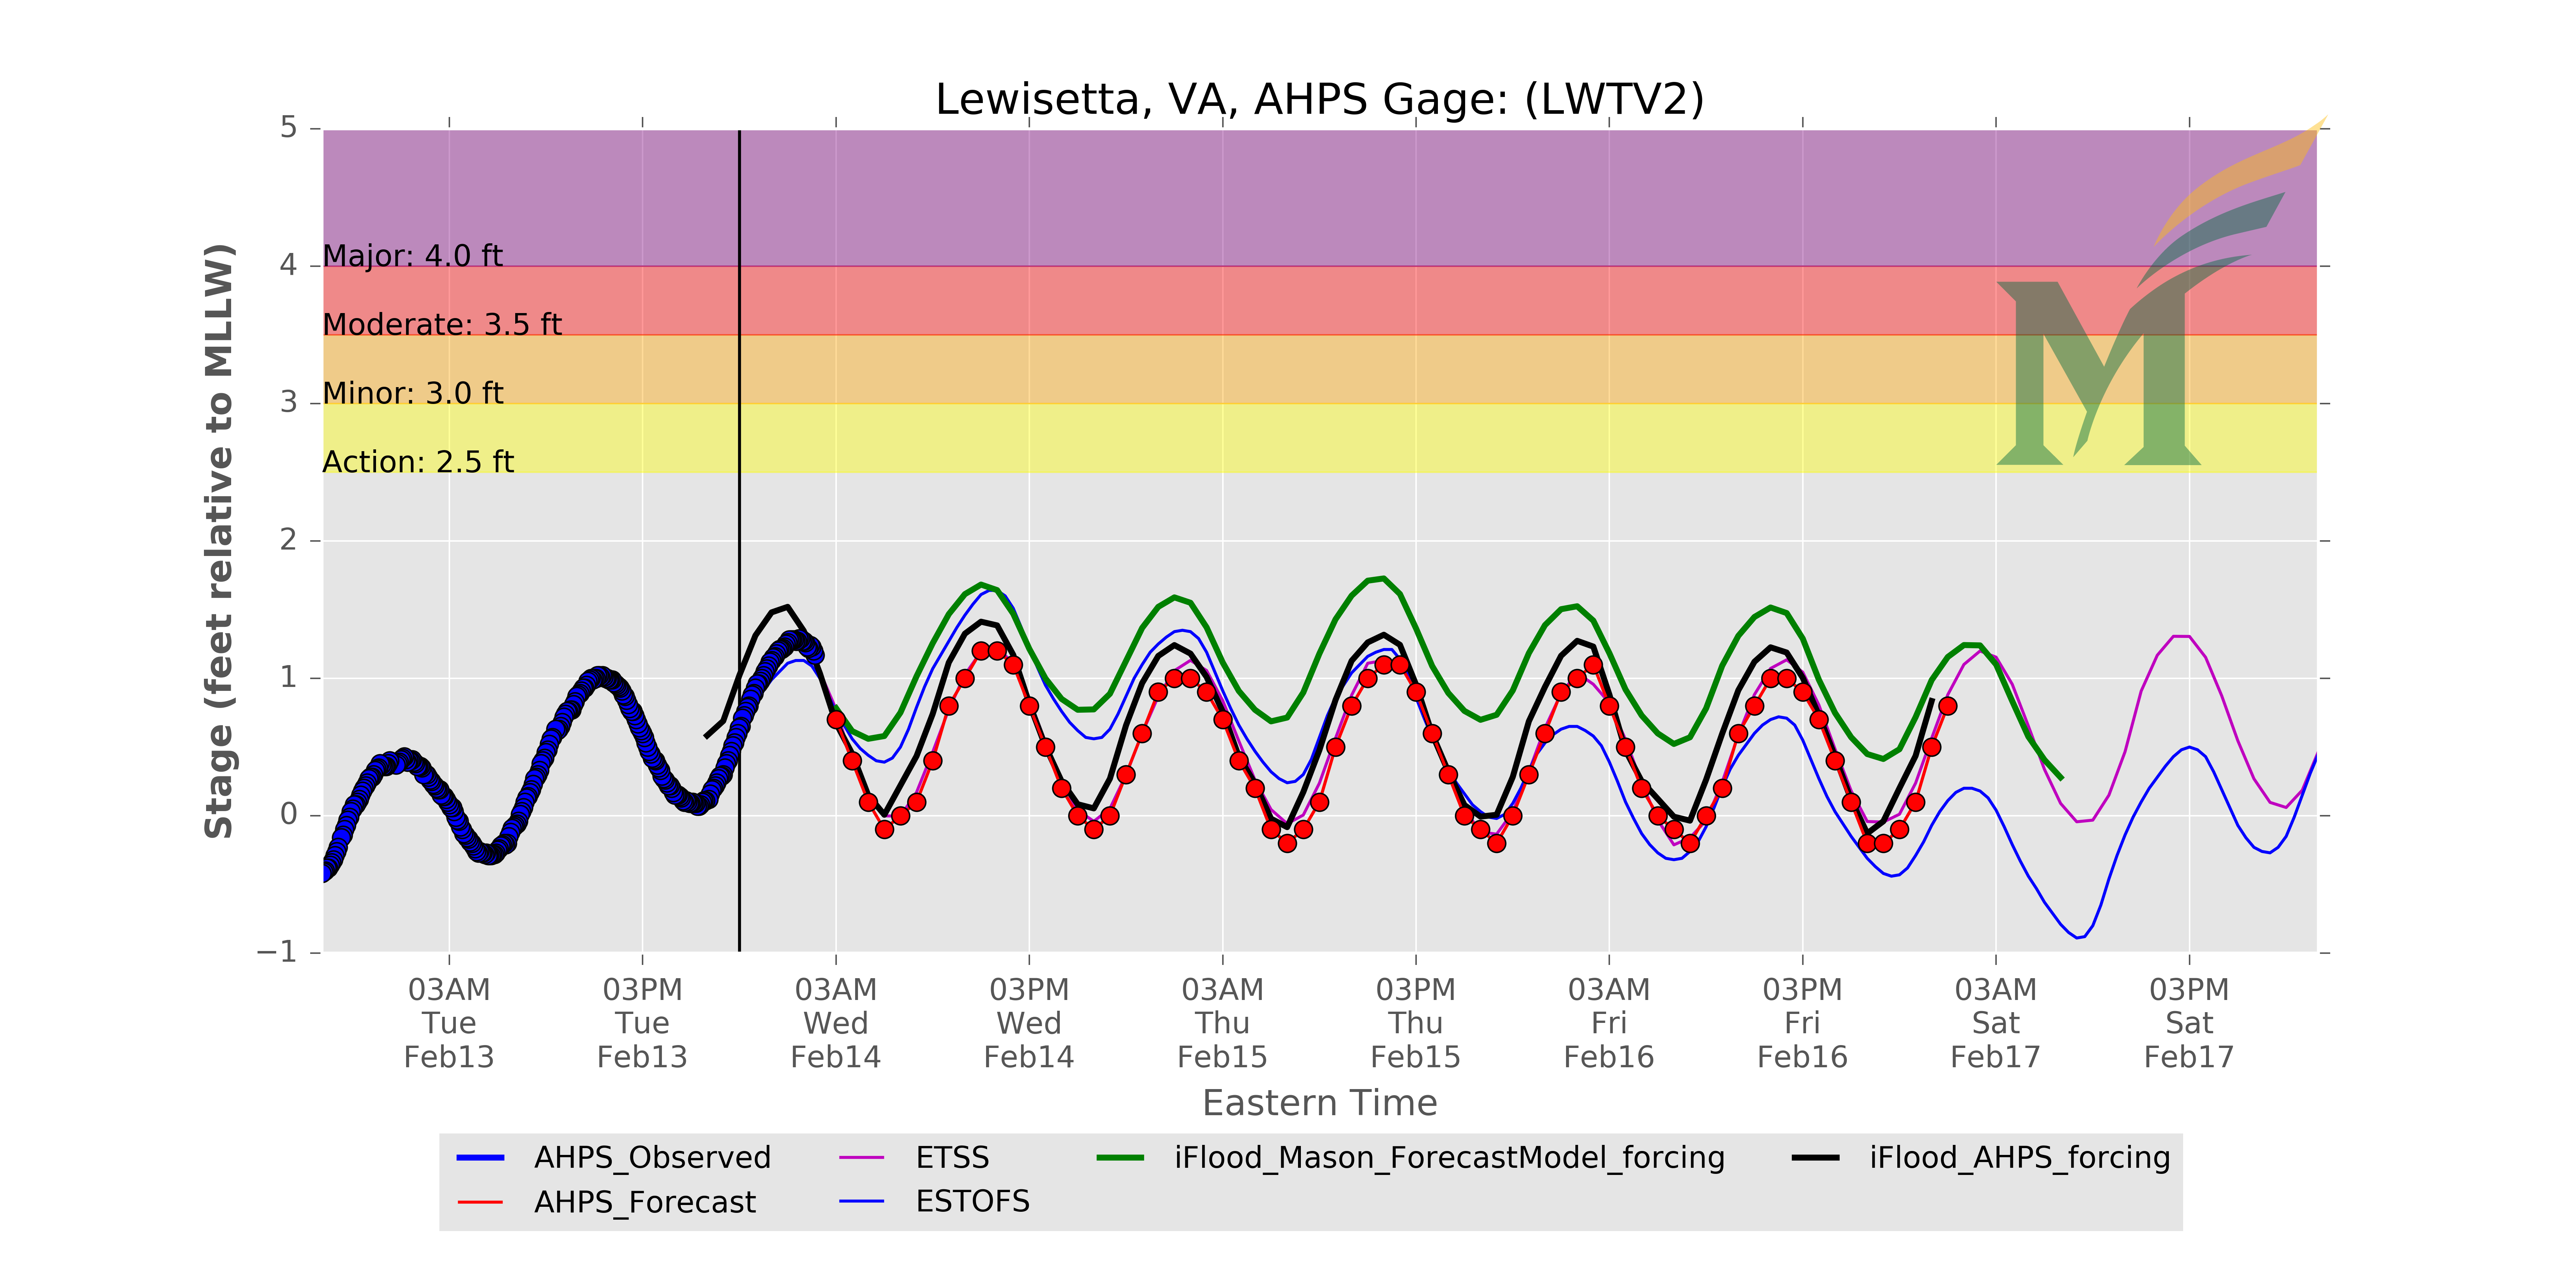 Lewisetta, VA, AHPS Gage: (LWTV2)
Stage (feet relative to MLLW)
5
4
3
2
1
0
−1
Major: 4.0 ft
Moderate: 3.5 ft
Minor: 3.0 ft
Action: 2.5 ft
M
03AM
Tue
Feb13
03PM
Tue
Feb13
03AM
Wed
Feb14
03PM
Wed
Feb14
03AM
Thu
Feb15
03PM
Thu
Feb15
03AM
Fri
Feb16
03PM
Fri
Feb16
03AM
Sat
Feb17
03PM
Sat
Feb17
Eastern Time
AHPS_Observed
AHPS_Forecast
ETSS
ESTOFS
iFlood_Mason_ForecastModel_forcing
iFlood_AHPS_forcing